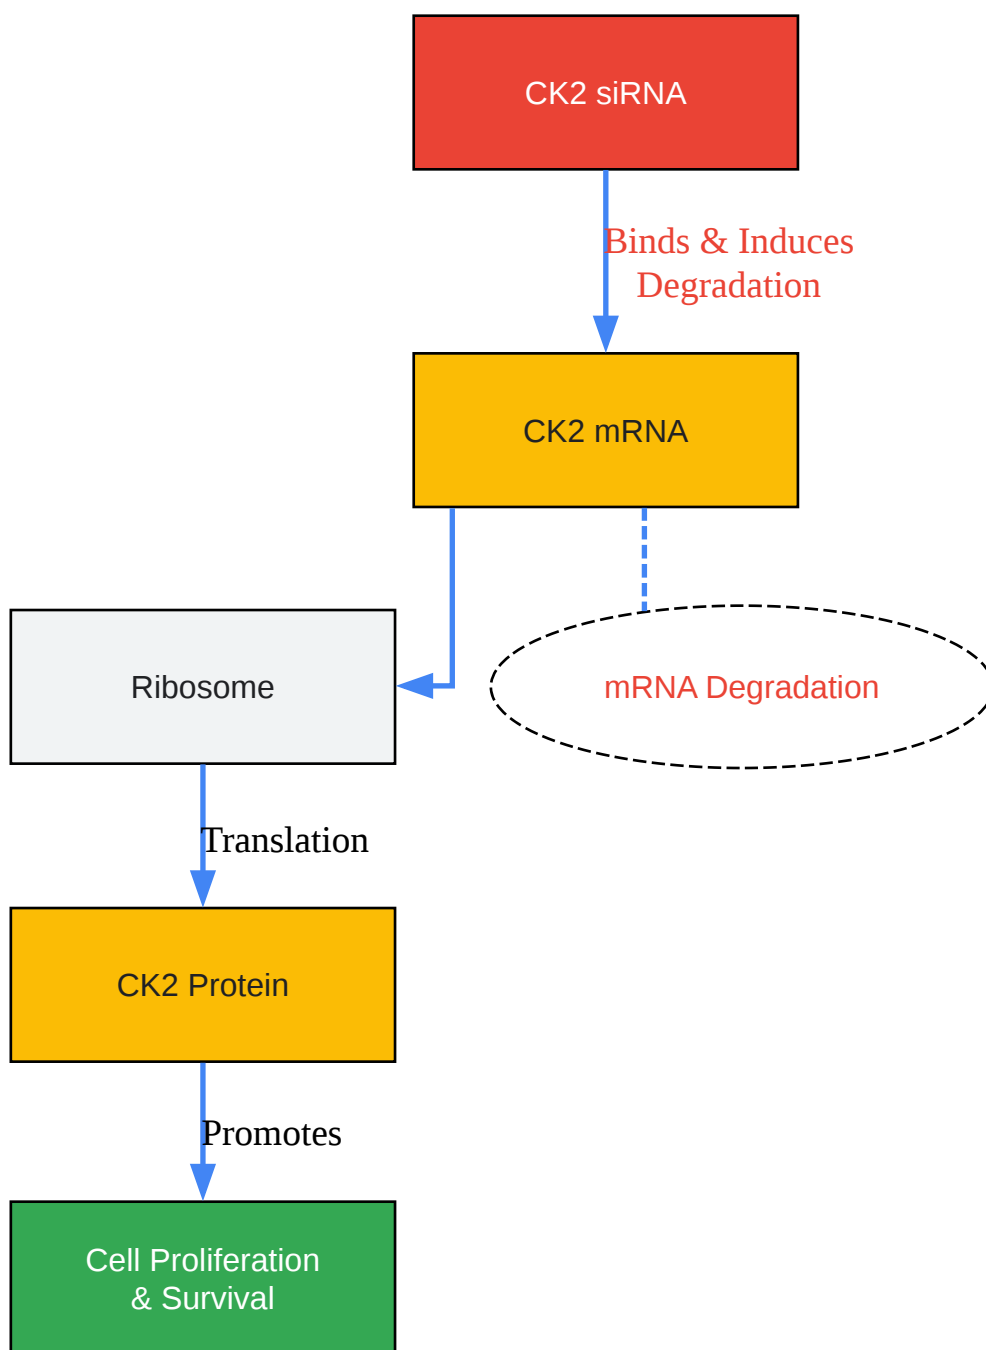 CK2 siRNA
Binds & Induces
Degradation
CK2 mRNA
Ribosome
mRNA Degradation
Translation
CK2 Protein
Promotes
Cell Proliferation
& Survival